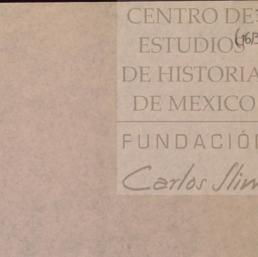 CENTRO DE
ESTUDIOS
DE HISTORIA
DE MEXICO
FUNDACIÓN
Carlos Slim